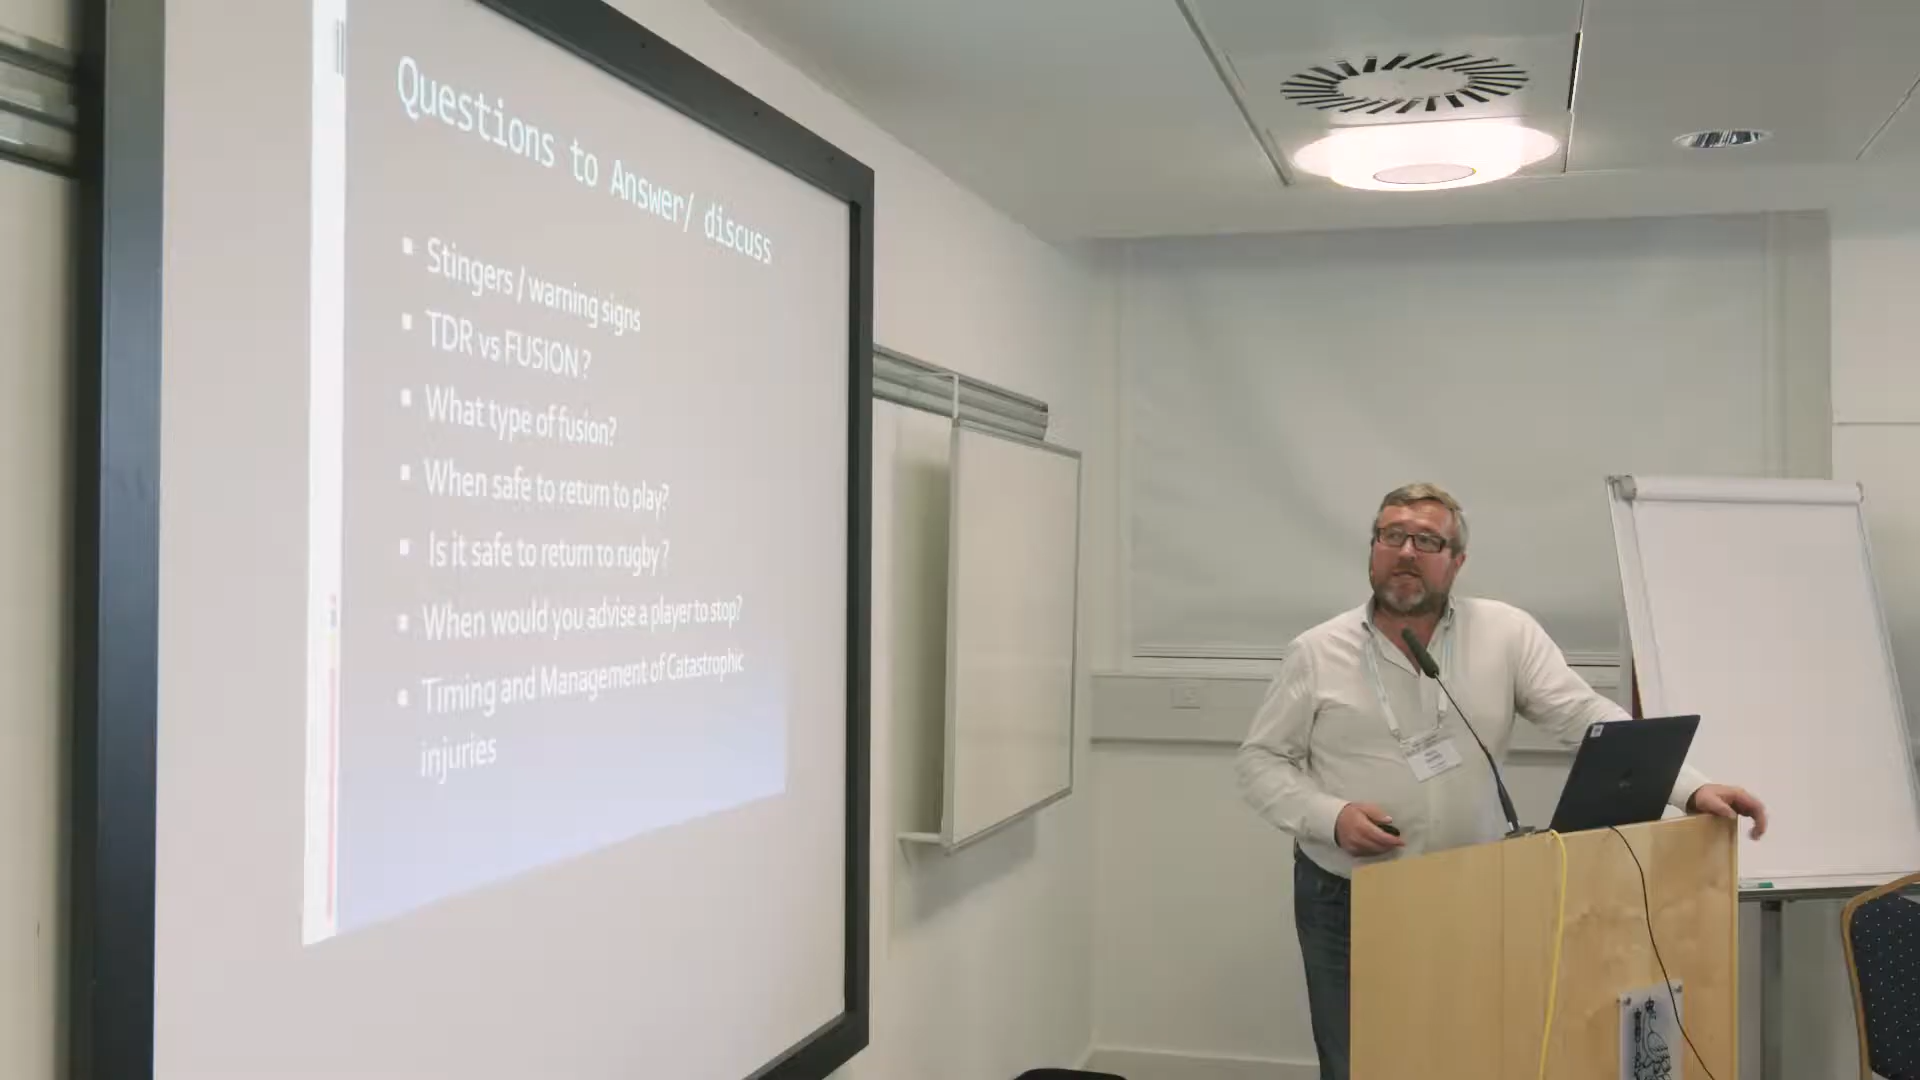 Questions to Answer/ discuss
Stingers / warning signs
TDR vs FUSION ?
What type of fusion?
When safe to return to play?
Is it safe to return to rugby ?
When would you advise a player to stop?
Timing and Management of Catastrophic
injuries